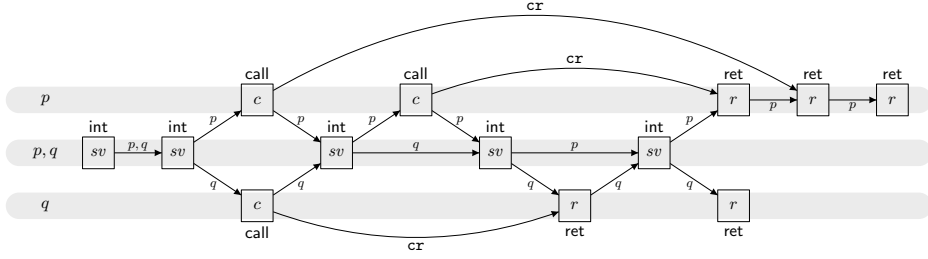 cr
cr
call
call
ret
ret
ret
p
c
c
r
p
r
p
r
p
p
p
p
p
int
int
int
int
int
p, q
sv
p, q
sv
sv
q
sv
p
sv
q
q
q
q
q
q
c
r
r
call
cr
ret
ret